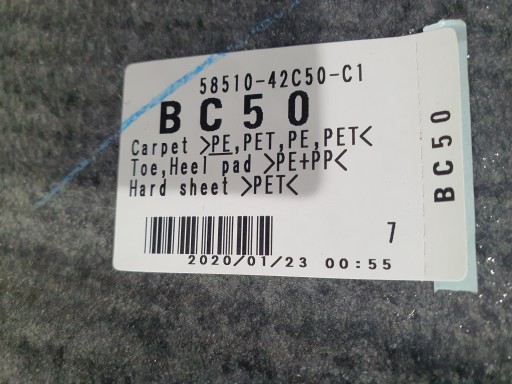 58510-42C50-C1
BC50
Carpet >PE,PET,PE,PET<
Toe,Heel pad >PE+PP<
Hard sheet >PET<
7
2020/01/23 00:55
BC50